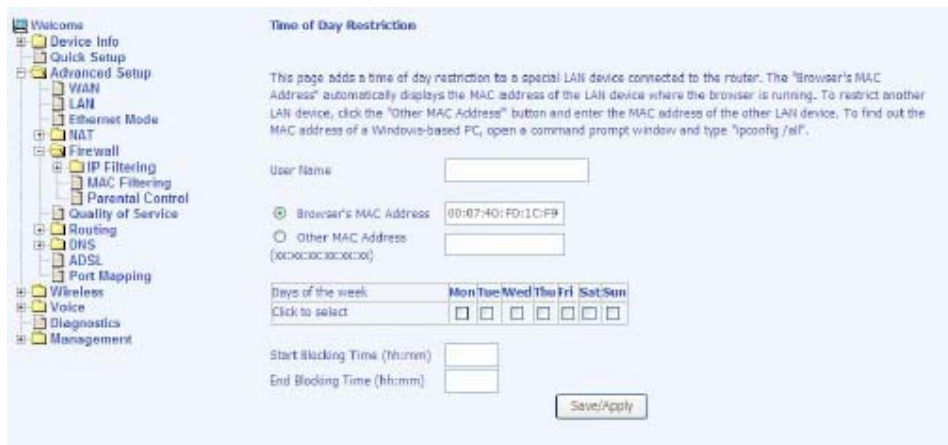 Welcome
Device Info
Quick Setup
Advanced Setup
WAN
LAN
Ethernet Mode
NAT
Firewall
IP Filtering
MAC Filtering
Parental Control
Quality of Service
Routing
DNS
ADSL
Port Mapping
Wireless
Voice
Diagnostics
Management
Time of Day Restriction
This page adds a time of day restriction to a special LAN device connected to the router. The "Browser's MAC
Address" automatically displays the MAC address of the LAN device where the browser is running. To restrict another
LAN device, click the "Other MAC Address" button and enter the MAC address of the other LAN device. To find out the
MAC address of a Windows-based PC, open a command prompt window and type "ipconfig /all".
User Name
Browser's MAC Address 00:07:40:FD:1C:F9
Other MAC Address
(xx:xx:xx:xx:xx:xx)
Days of the week Mon Tue Wed Thu Fri Sat Sun
Click to select
Start Blocking Time (hh:mm)
End Blocking Time (hh:mm)
Save/Apply